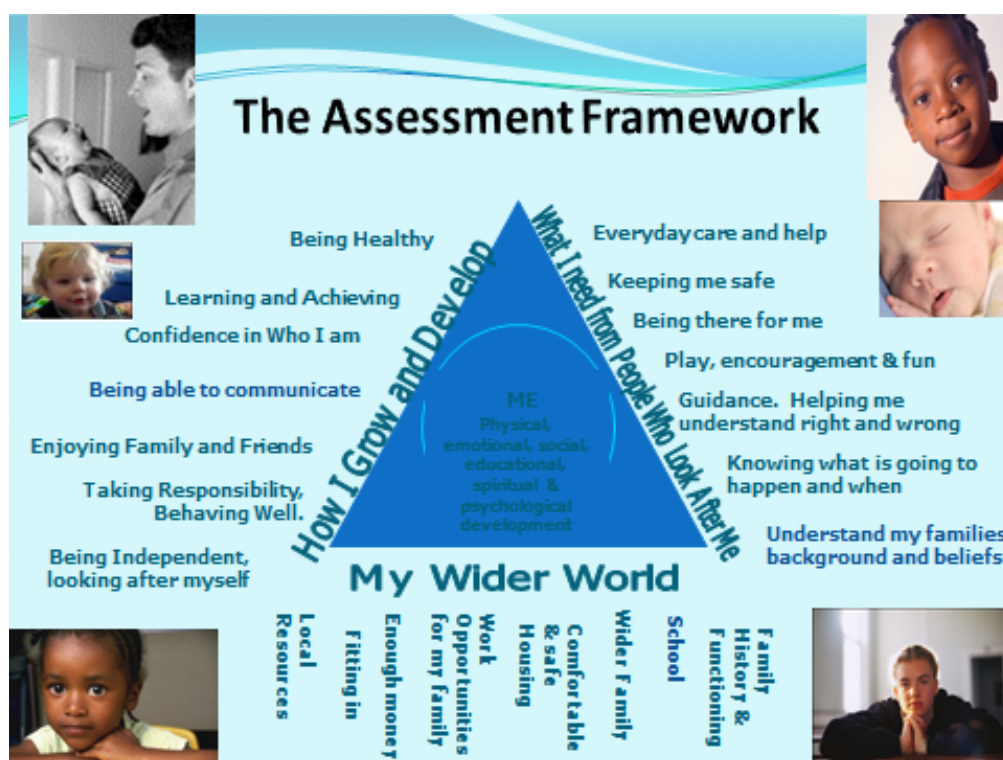 The Assessment Framework
Being Healthy
Learning and Achieving
Confidence in Who I am
Being able to communicate
Enjoying Family and Friends
Taking Responsibility,
Behaving Well.
Being Independent,
looking after myself
How I Grow and Develop
ME
Physical,
emotional, social,
educational,
spiritual &
psychological
development
What I need from People Who Look After Me
Everyday care and help
Keeping me safe
Being there for me
Play, encouragement & fun
Guidance. Helping me
understand right and wrong
Knowing what is going to
happen and when
Understand my families
background and beliefs
My Wider World
Local
Resources
Fitting in
Enough money
for my family
Work
Opportunities
Comfortable
& safe
Housing
Wider Family
School
Family
History &
Functioning